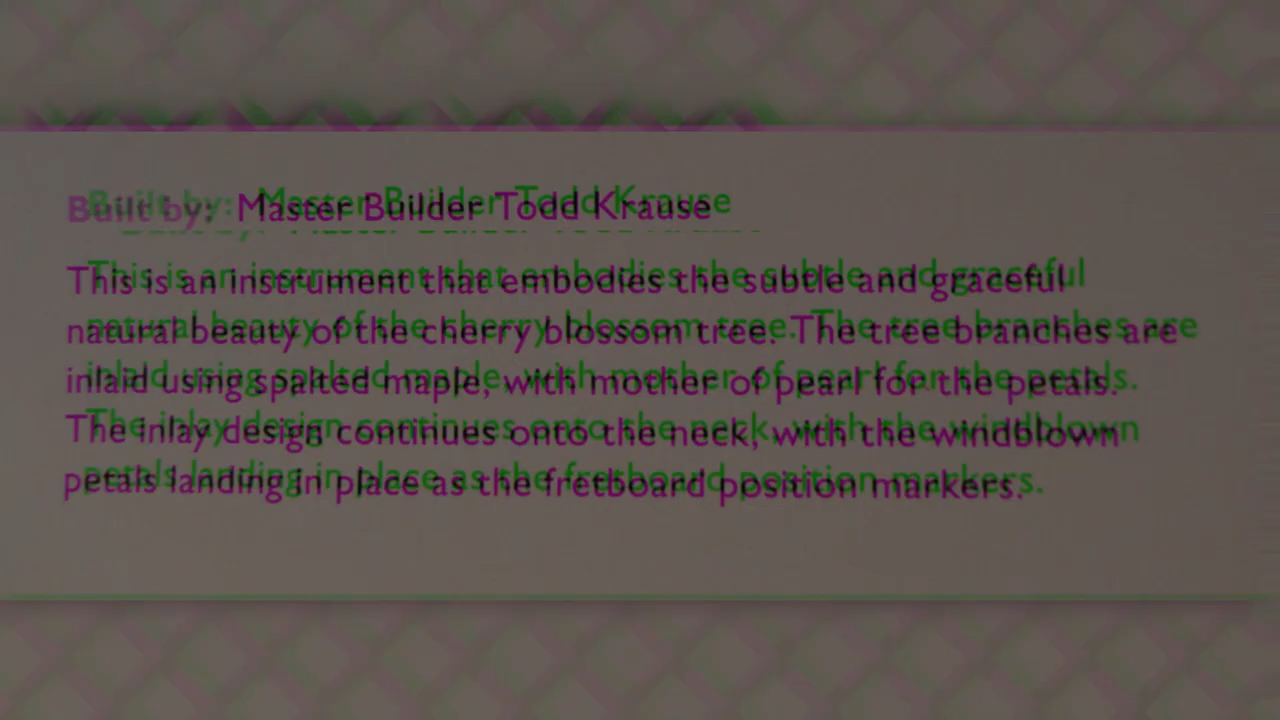 Built by: Master Builder Todd Krause
This is an instrument that embodies the subtle and graceful
natural beauty of the cherry blossom tree. The tree branches are
inlaid using spalted maple, with mother of pearl for the petals.
The inlay design continues onto the neck, with the windblown
petals landing in place as the fretboard position markers.